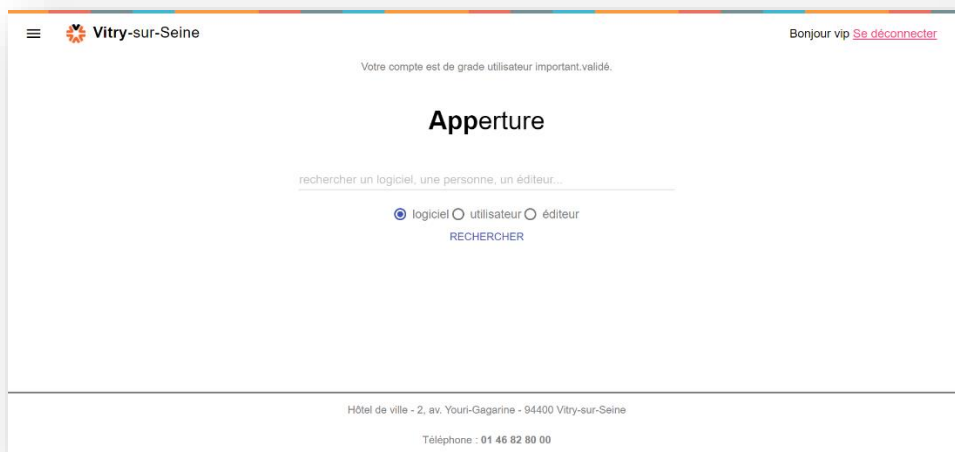 Vitry-sur-Seine
Bonjour vip Se déconnecter
Votre compte est de grade utilisateur important.validé.
Apperture
rechercher un logiciel, une personne, un éditeur...
logiciel utilisateur éditeur
RECHERCHER
Hôtel de ville - 2, av. Youri-Gagarine - 94400 Vitry-sur-Seine
Téléphone : 01 46 82 80 00